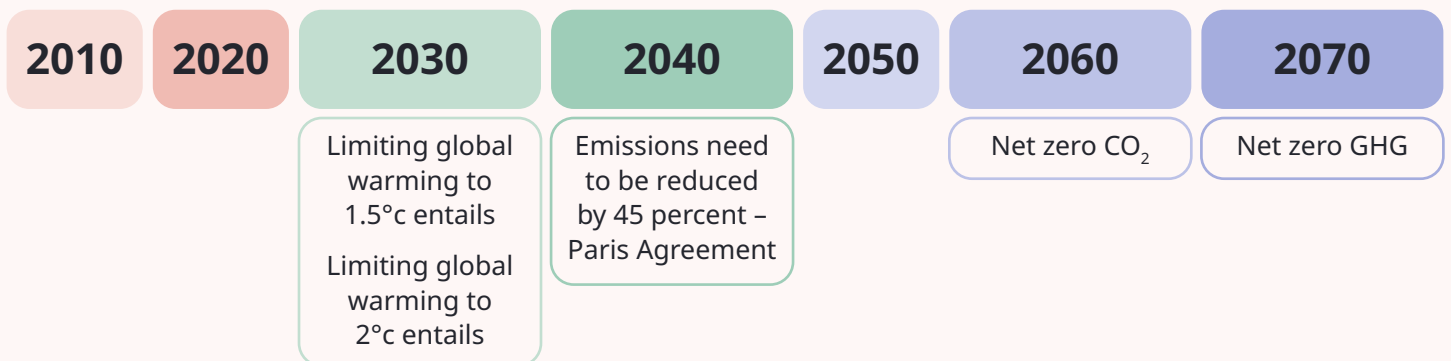 2010
2020
2030
2040
2050
2060
2070
Limiting global
warming to
1.5°c entails
Limiting global
warming to
2°c entails
Emissions need
to be reduced
by 45 percent –
Paris Agreement
Net zero CO₂
Net zero GHG